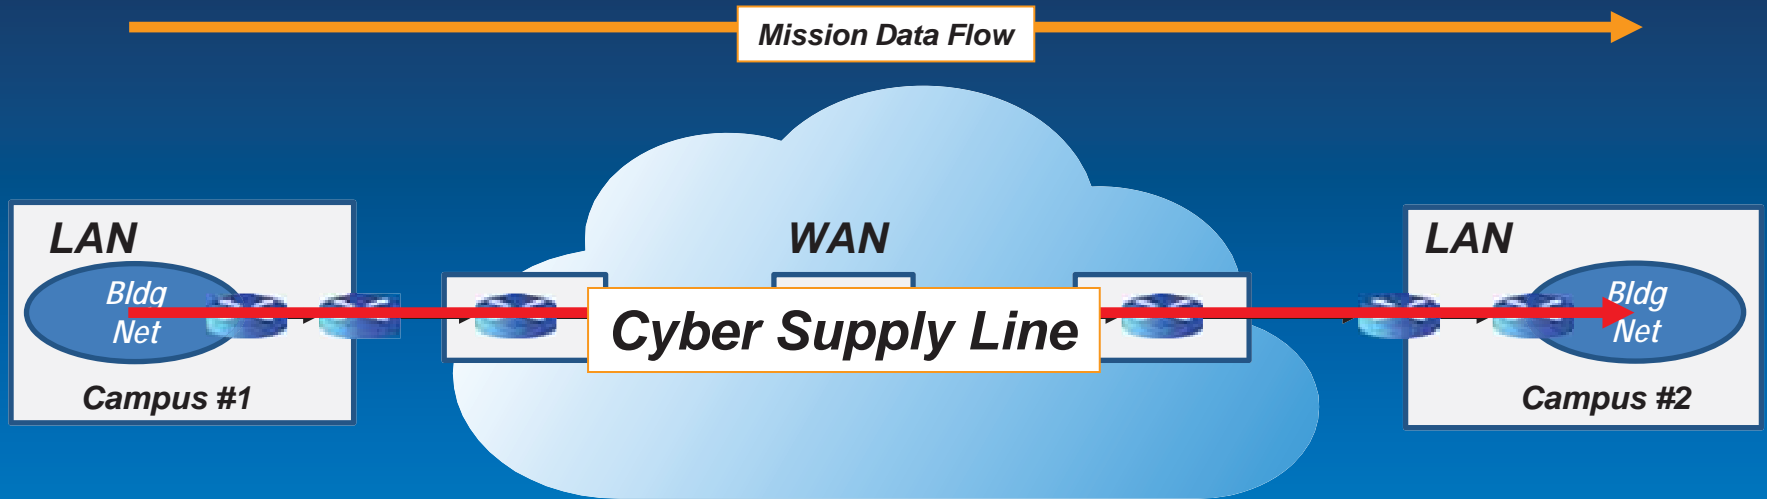 Mission Data Flow
LAN
WAN
LAN
Bldg
Net
Cyber Supply Line
Bldg
Net
Campus #1
Campus #2